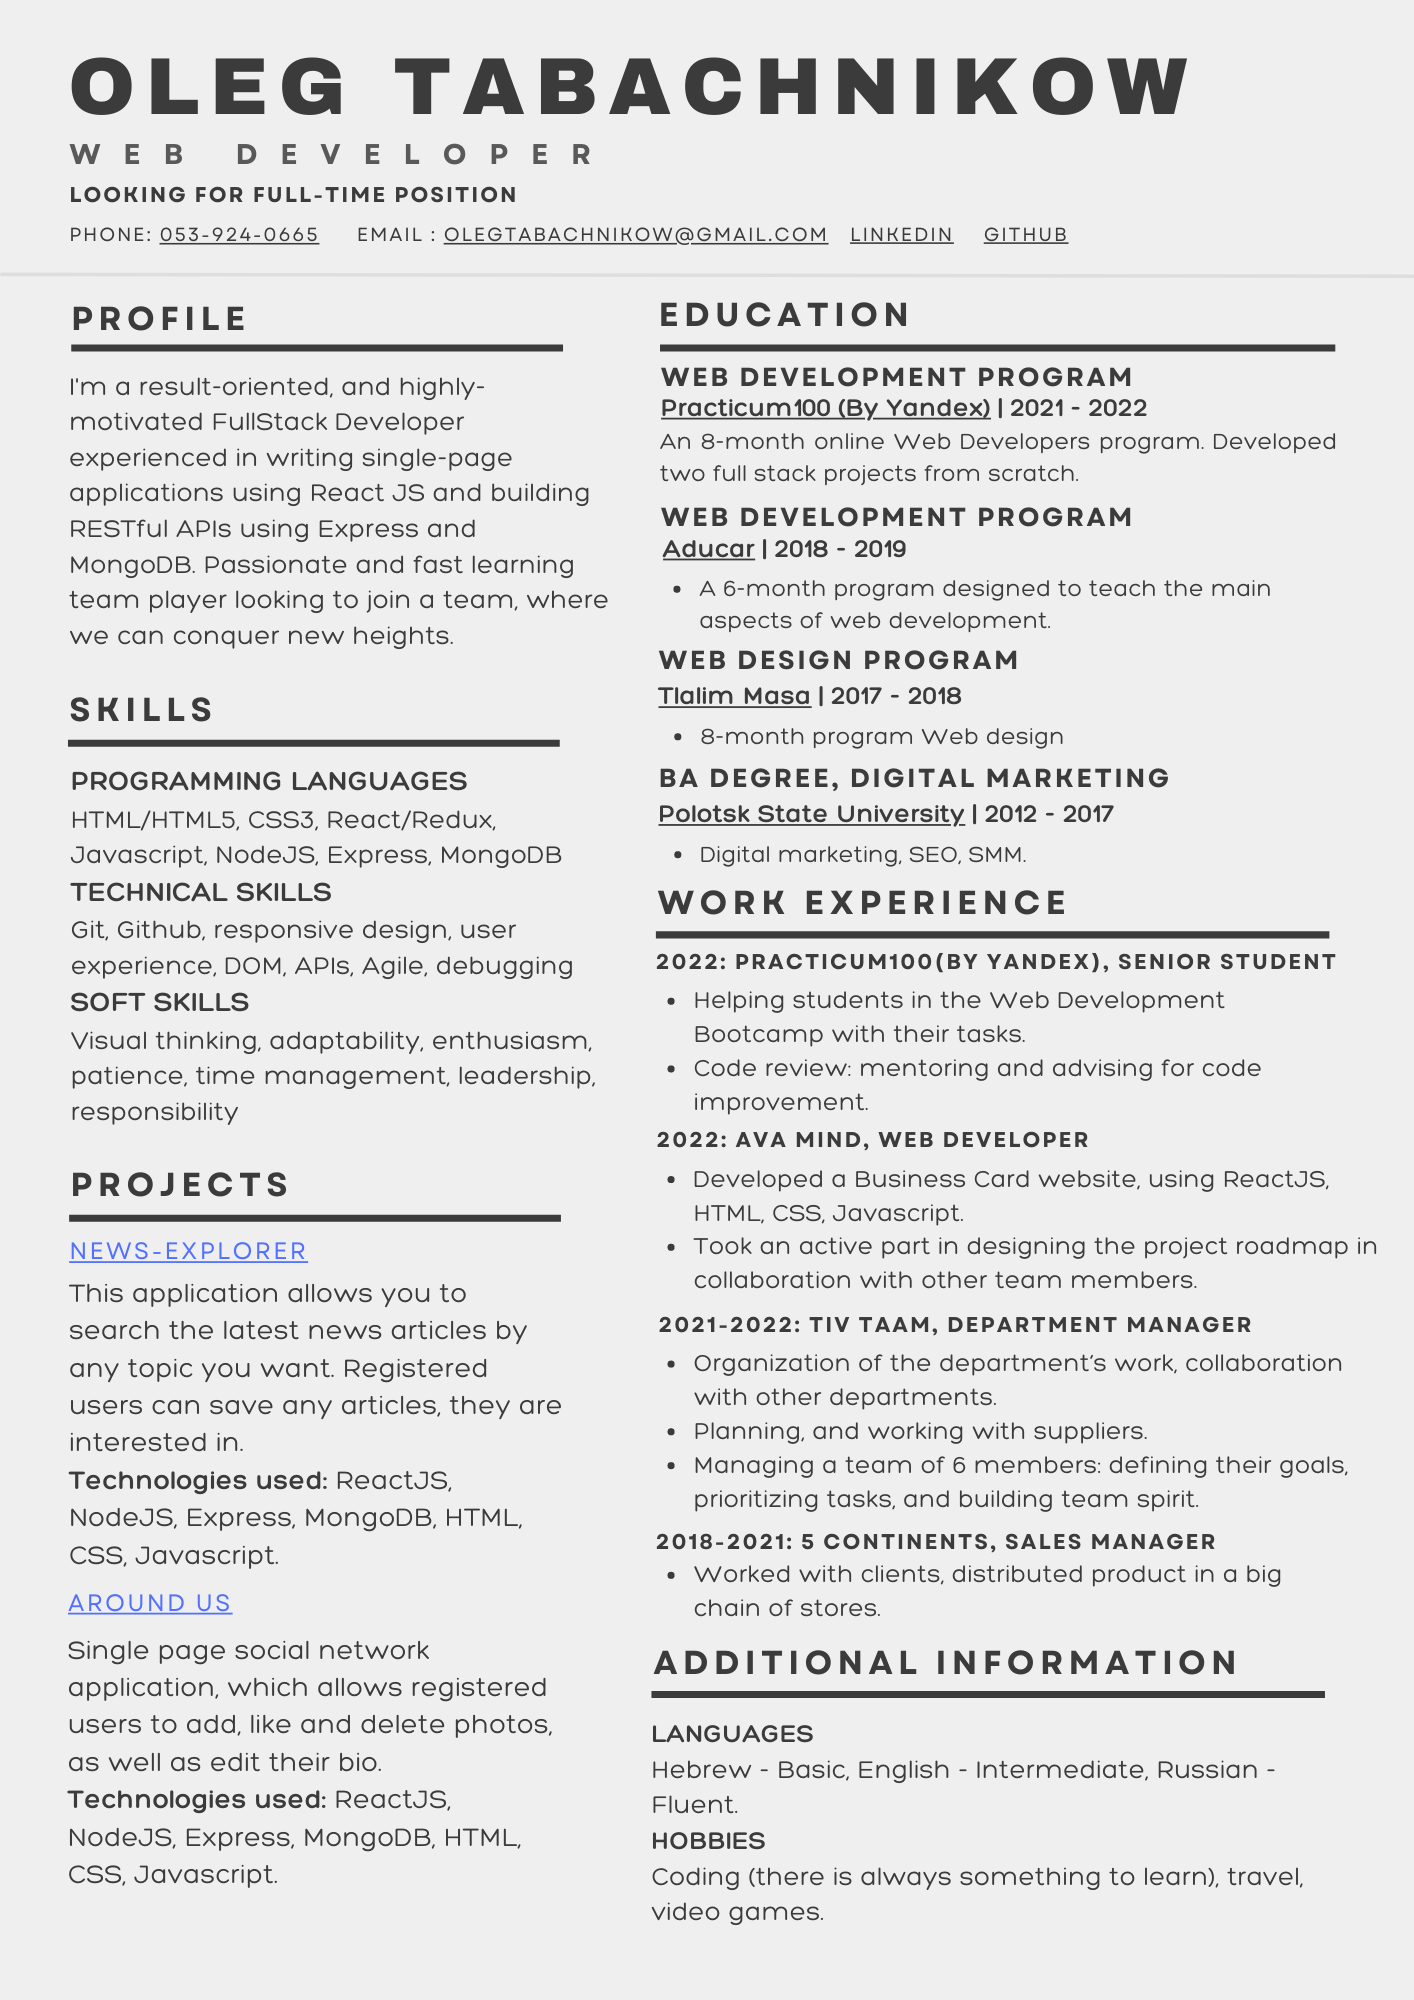 OLEG TABACHNIKOW
WEB DEVELOPER
LOOKING FOR FULL-TIME POSITION
PHONE: 053-924-0665 EMAIL : OLEGTABACHNIKOW@GMAIL.COM LINKEDIN GITHUB
PROFILE
I'm a result-oriented, and highly-
motivated FullStack Developer
experienced in writing single-page
applications using React JS and building
RESTful APIs using Express and
MongoDB. Passionate and fast learning
team player looking to join a team, where
we can conquer new heights.
SKILLS
PROGRAMMING LANGUAGES
HTML/HTML5, CSS3, React/Redux,
Javascript, NodeJS, Express, MongoDB
TECHNICAL SKILLS
Git, Github, responsive design, user
experience, DOM, APIs, Agile, debugging
SOFT SKILLS
Visual thinking, adaptability, enthusiasm,
patience, time management, leadership,
responsibility
PROJECTS
NEWS-EXPLORER
This application allows you to
search the latest news articles by
any topic you want. Registered
users can save any articles, they are
interested in.
Technologies used: ReactJS,
NodeJS, Express, MongoDB, HTML,
CSS, Javascript.
AROUND US
Single page social network
application, which allows registered
users to add, like and delete photos,
as well as edit their bio.
Technologies used: ReactJS,
NodeJS, Express, MongoDB, HTML,
CSS, Javascript.
EDUCATION
WEB DEVELOPMENT PROGRAM
Practicum100 (By Yandex) | 2021 - 2022
An 8-month online Web Developers program. Developed
two full stack projects from scratch.
WEB DEVELOPMENT PROGRAM
Aducar | 2018 - 2019
• A 6-month program designed to teach the main
aspects of web development.
WEB DESIGN PROGRAM
Tlalim Masa | 2017 - 2018
• 8-month program Web design
BA DEGREE, DIGITAL MARKETING
Polotsk State University | 2012 - 2017
• Digital marketing, SEO, SMM.
WORK EXPERIENCE
2022: PRACTICUM100(BY YANDEX), SENIOR STUDENT
• Helping students in the Web Development
Bootcamp with their tasks.
• Code review: mentoring and advising for code
improvement.
2022: AVA MIND, WEB DEVELOPER
• Developed a Business Card website, using ReactJS,
HTML, CSS, Javascript.
• Took an active part in designing the project roadmap in
collaboration with other team members.
2021-2022: TIV TAAM, DEPARTMENT MANAGER
• Organization of the department's work, collaboration
with other departments.
• Planning, and working with suppliers.
• Managing a team of 6 members: defining their goals,
prioritizing tasks, and building team spirit.
2018-2021: 5 CONTINENTS, SALES MANAGER
• Worked with clients, distributed product in a big
chain of stores.
ADDITIONAL INFORMATION
LANGUAGES
Hebrew - Basic, English - Intermediate, Russian -
Fluent.
HOBBIES
Coding (there is always something to learn), travel,
video games.